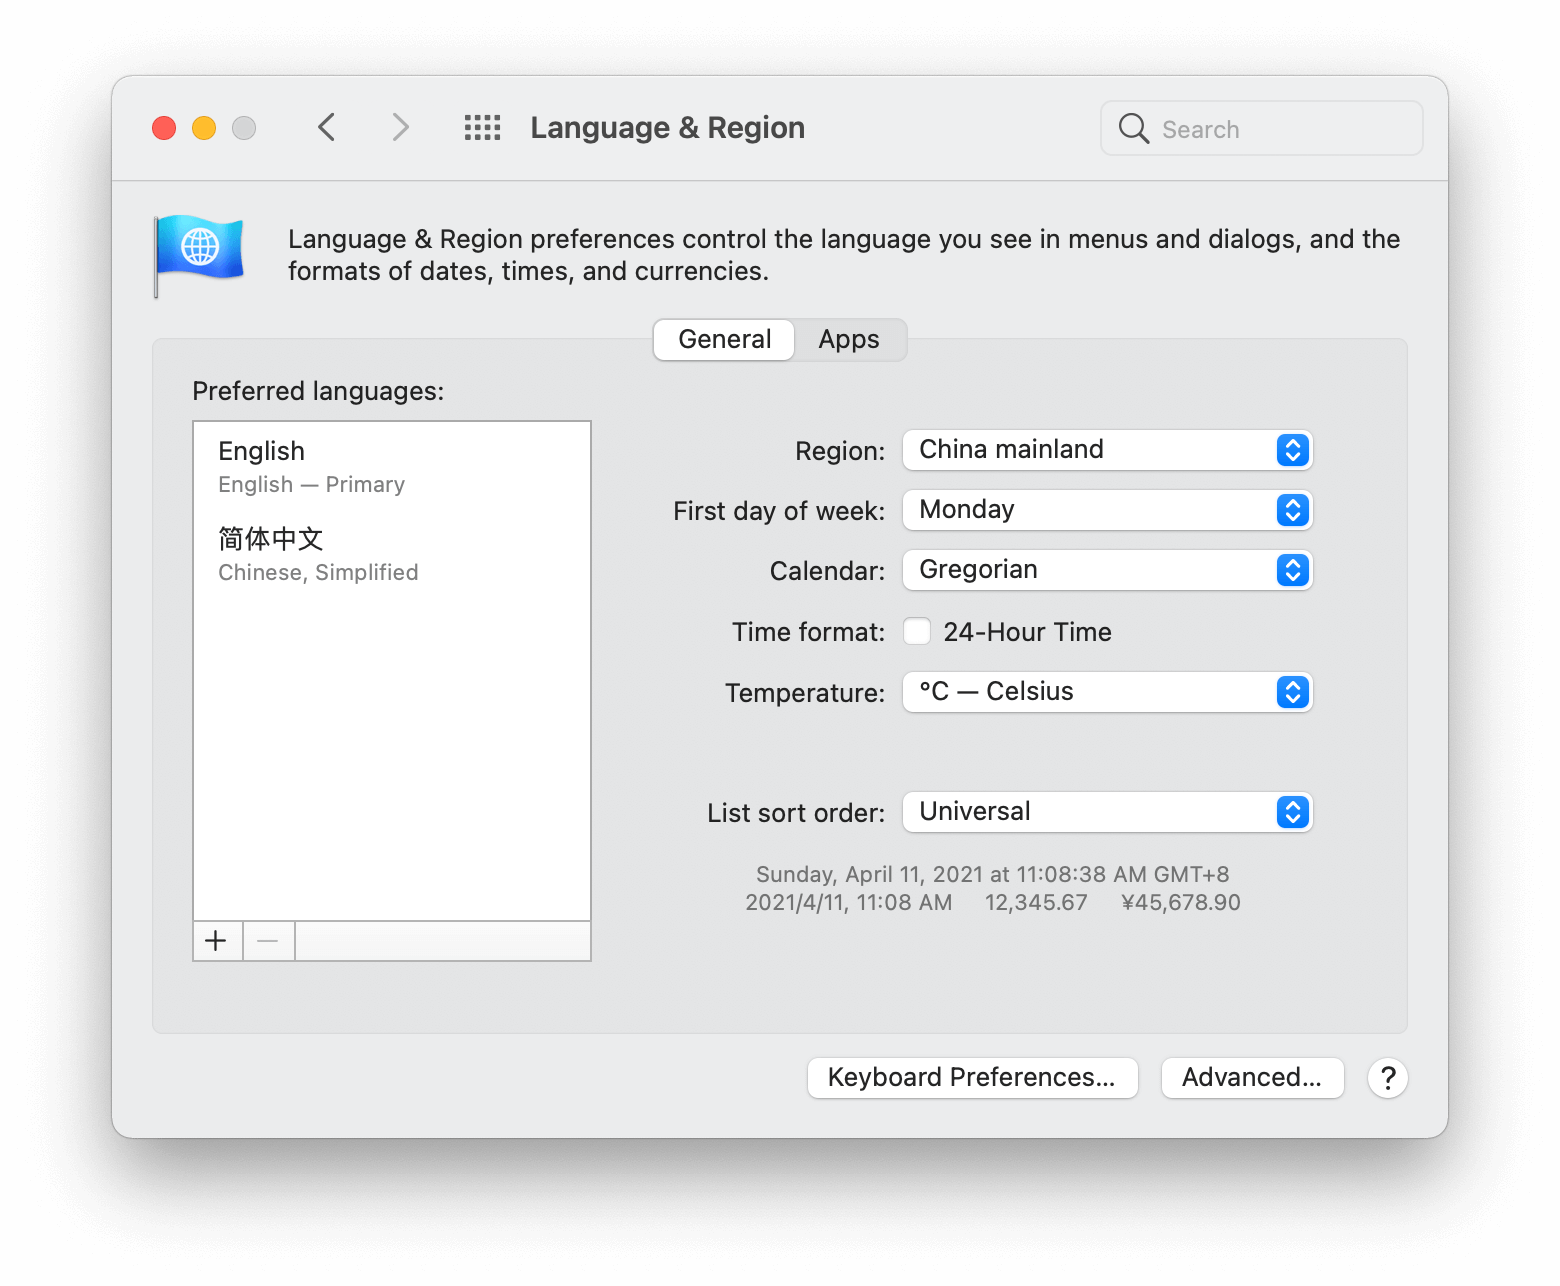 Language & Region
Search
Language & Region preferences control the language you see in menus and dialogs, and the
formats of dates, times, and currencies.
General Apps
Preferred languages:
English
English — Primary
简体中文
Chinese, Simplified
Region: China mainland
First day of week: Monday
Calendar: Gregorian
Time format: 24-Hour Time
Temperature: °C — Celsius
List sort order: Universal
Sunday, April 11, 2021 at 11:08:38 AM GMT+8
2021/4/11, 11:08 AM 12,345.67 ¥45,678.90
Keyboard Preferences... Advanced... ?